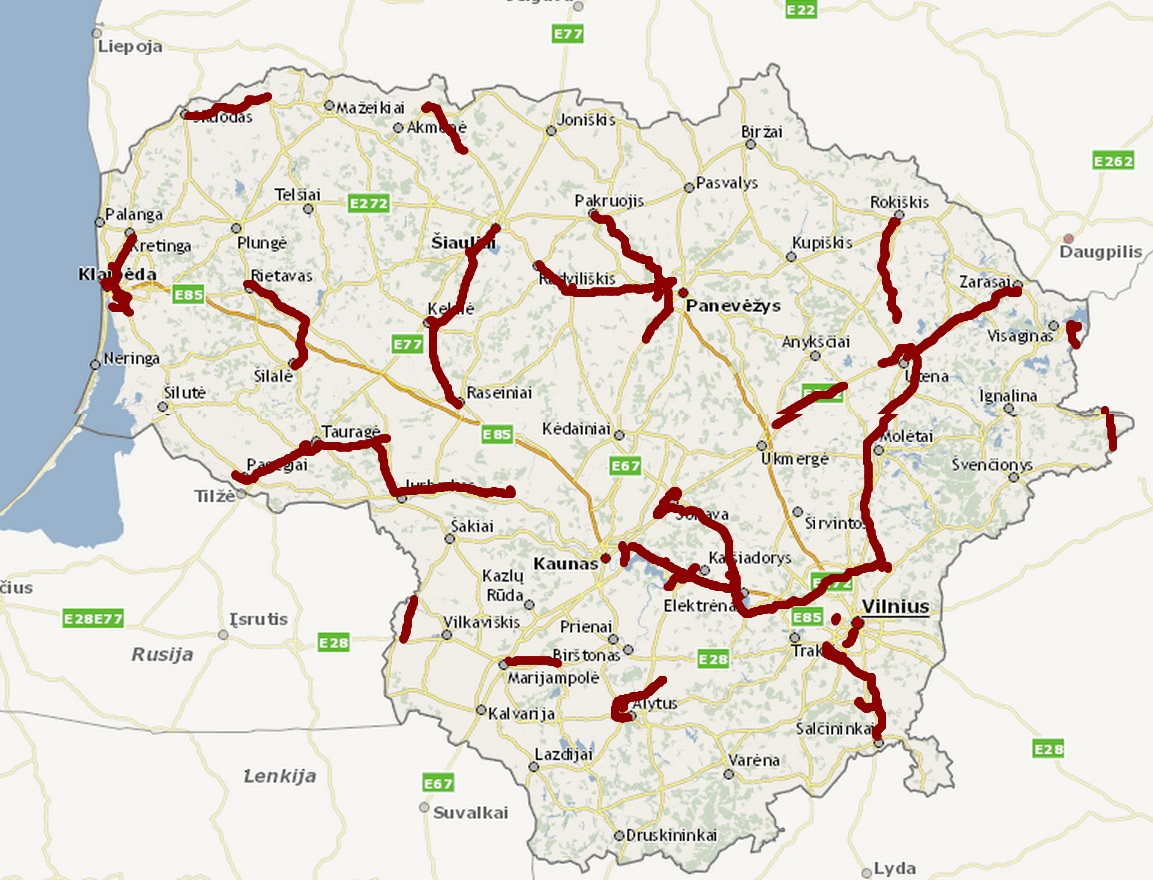 E22
E77
Liepoja
Mažeikiai
Akmenė
Joniškis
Biržai
E262
Pasvalys
Telšiai
E272
Pakruojis
Rokiškis
Palanga
Kretinga
Plungė
Šiauliai
Kupiškis
Daugpilis
Klaipėda
Rietavas
Radviliškis
Zarasai
E85
Panevėžys
Kelmė
Visaginas
E77
Anykščiai
Neringa
Šilalė
Utena
Šilutė
Raseiniai
Ignalina
Tauragė
E85
Kėdainiai
Molėtai
Ukmergė
E67
Pagėgiai
Švenčionys
Tilžė
Jonava
Širvintos
Šakiai
Kaunas
Kaišiadorys
Kazlų
Rūda
čius
Elektrėnai
Vilnius
E28E77
Įsrutis
E85
Vilkaviškis
Prienai
E28
Rusija
Birštonas
E28
Marijampolė
Alytus
Kalvarija
Šalčininkai
E28
Lazdijai
Varėna
Lenkija
E67
Suvalkai
Druskininkai
Lyda